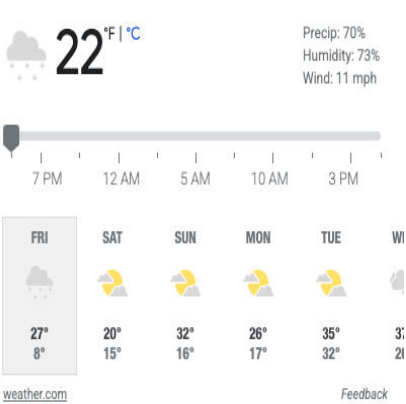 22 °F | °C
Precip: 70%
Humidity: 73%
Wind: 11 mph
7 PM 12 AM 5 AM 10 AM 3 PM
FRI SAT SUN MON TUE
27° 20° 32° 26° 35°
8° 15° 16° 17° 32°
weather.com Feedback